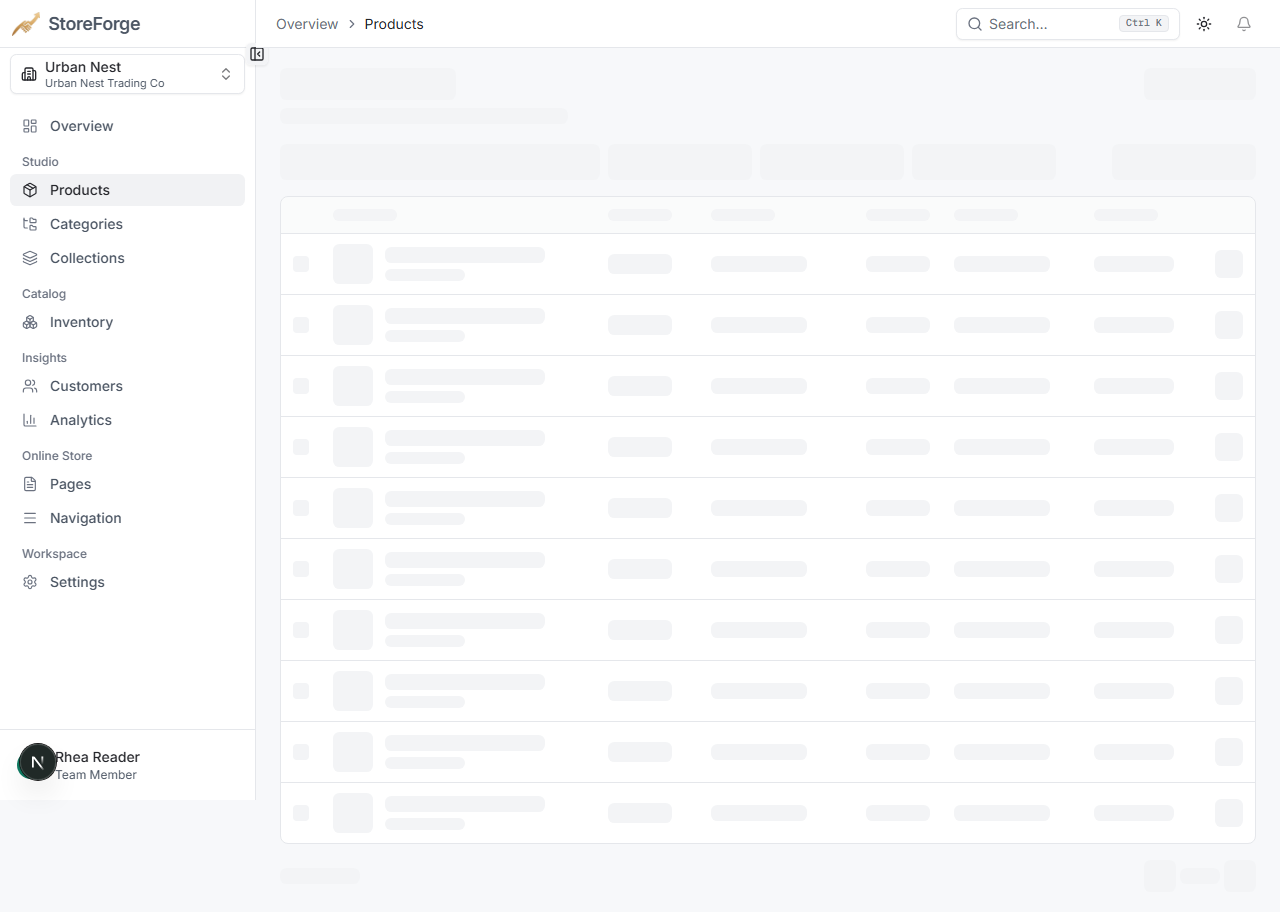 StoreForge
Overview > Products
Search...
Ctrl K
Urban Nest
Urban Nest Trading Co
Overview
Studio
Products
Categories
Collections
Catalog
Inventory
Insights
Customers
Analytics
Online Store
Pages
Navigation
Workspace
Settings
N
Rhea Reader
Team Member